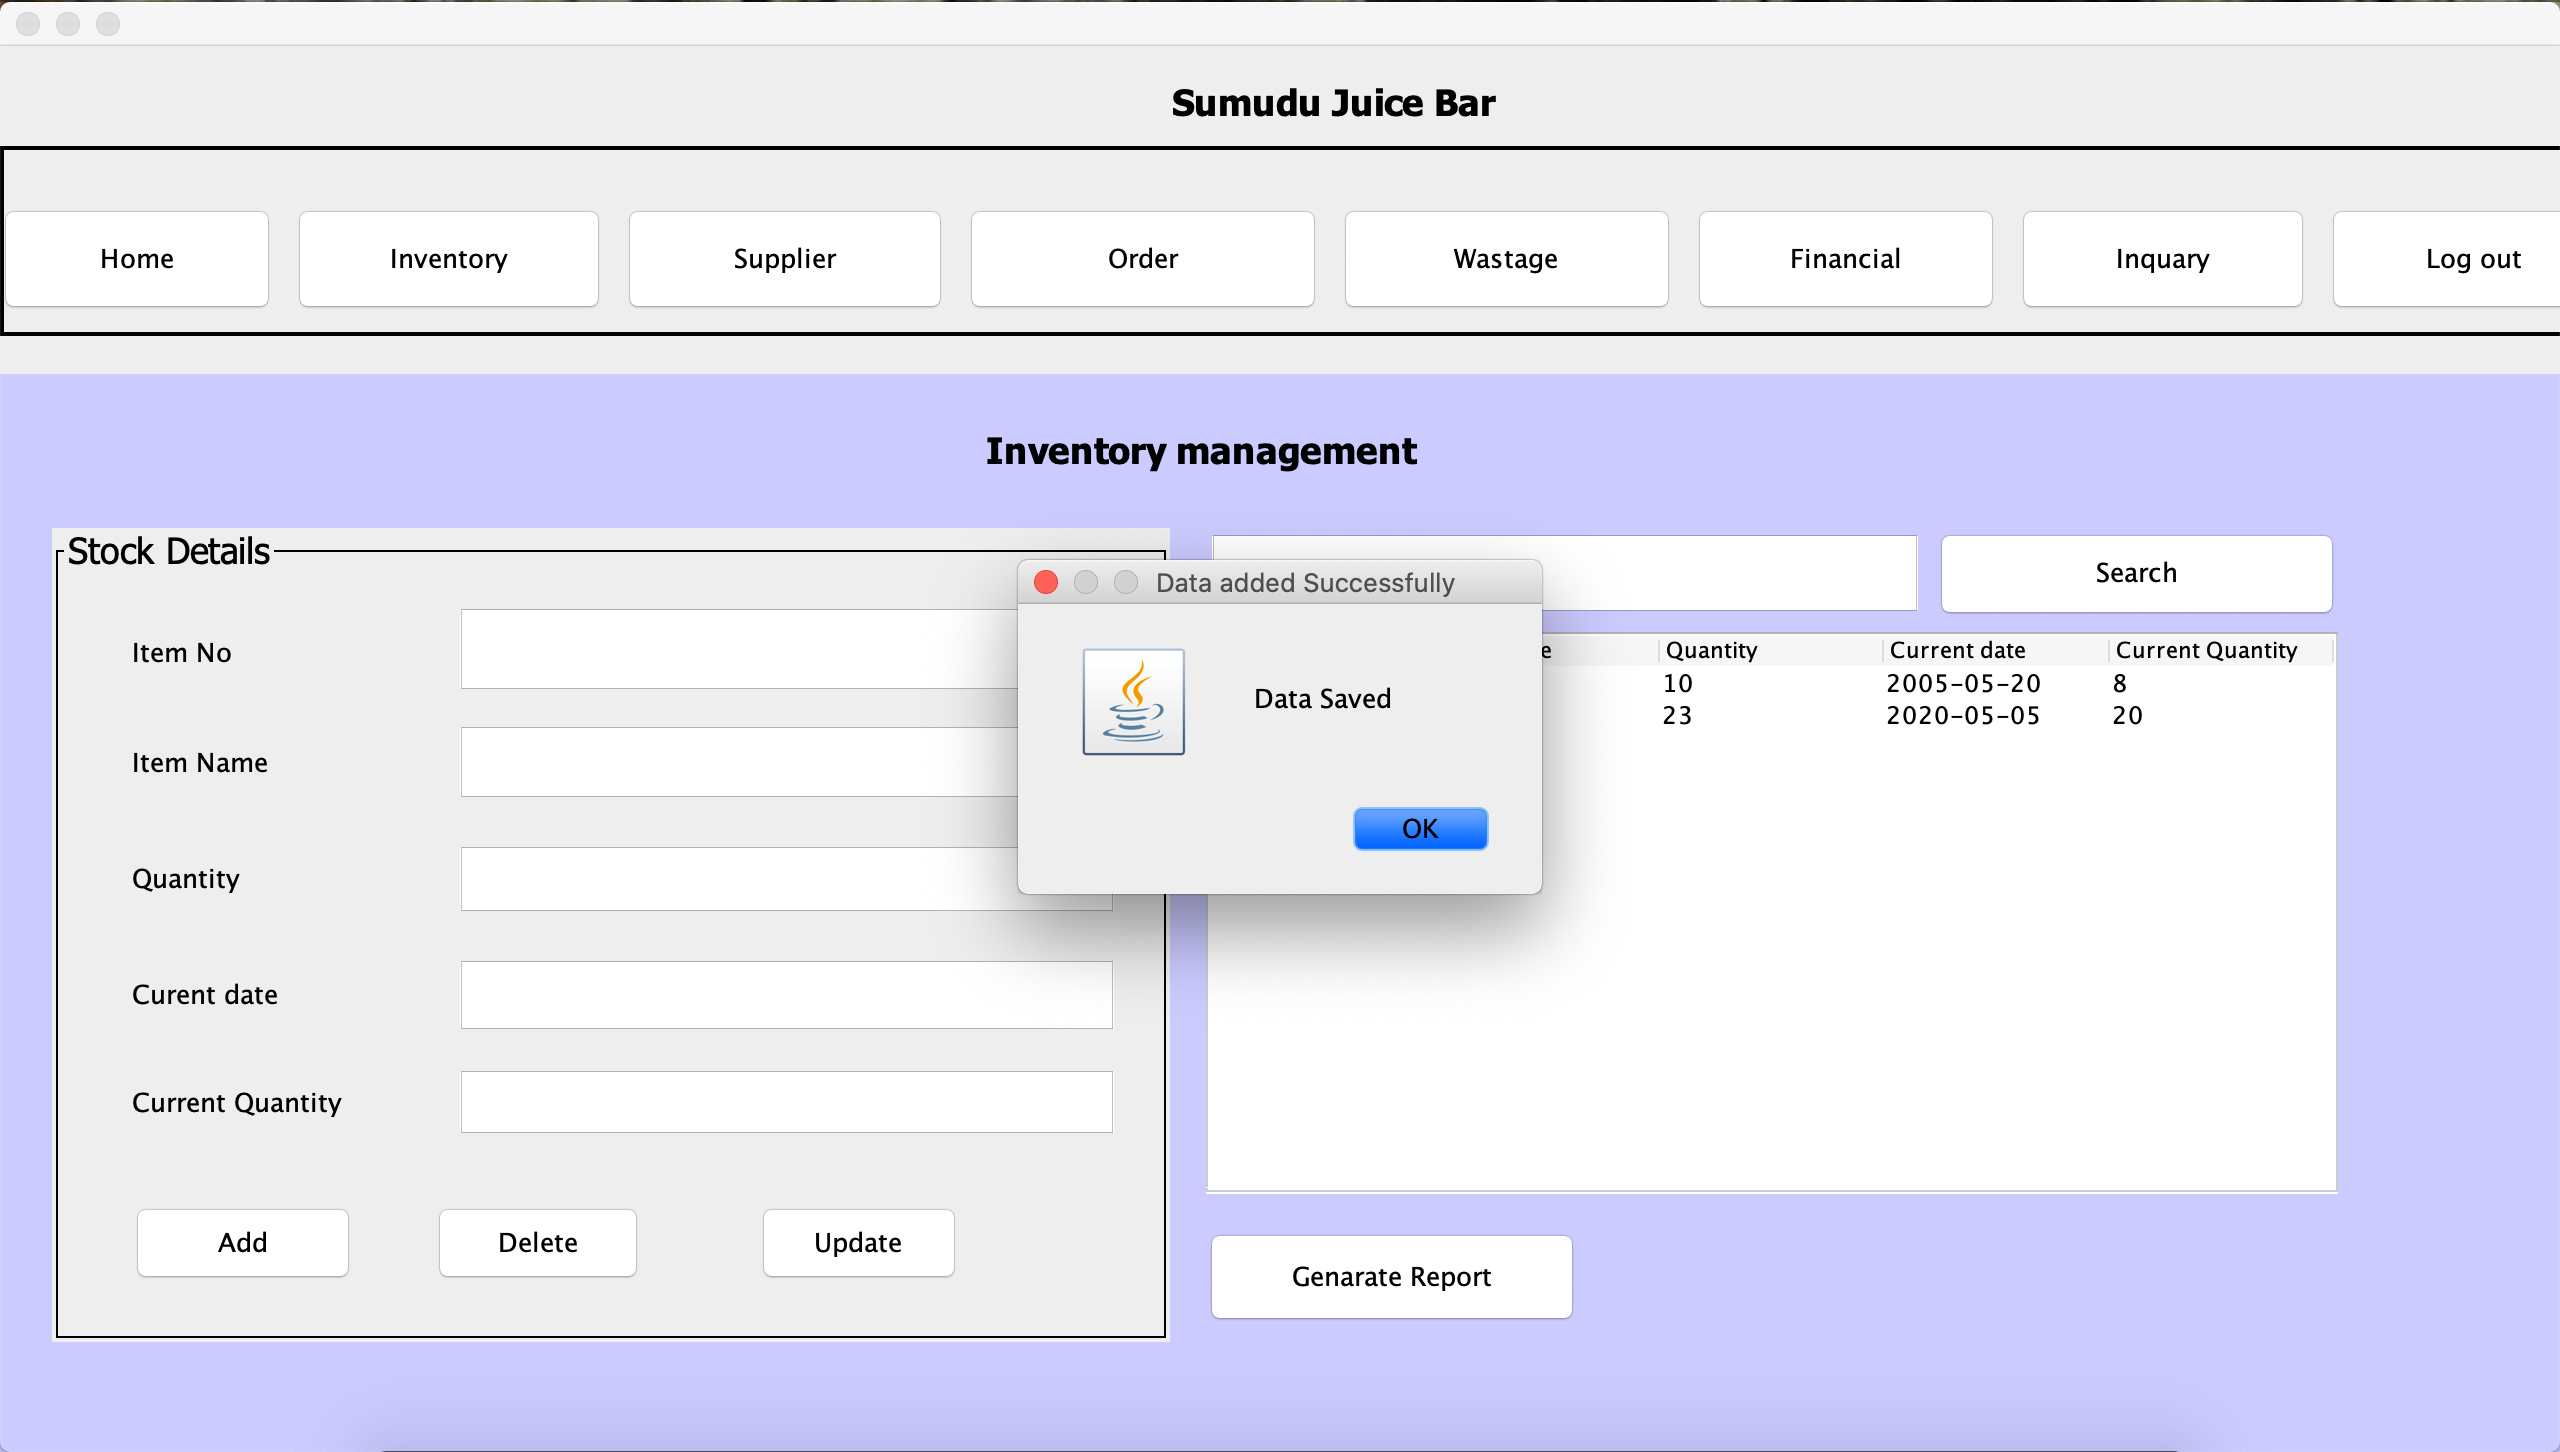 Sumudu Juice Bar
Home Inventory Supplier Order Wastage Financial Inquary Log out
Inventory management
Stock Details
Item No
Item Name
Quantity
Curent date
Current Quantity
Add Delete Update
Data added Successfully
Data Saved
OK
Search
Quantity Current date Current Quantity
10 2005-05-20 8
23 2020-05-05 20
Genarate Report